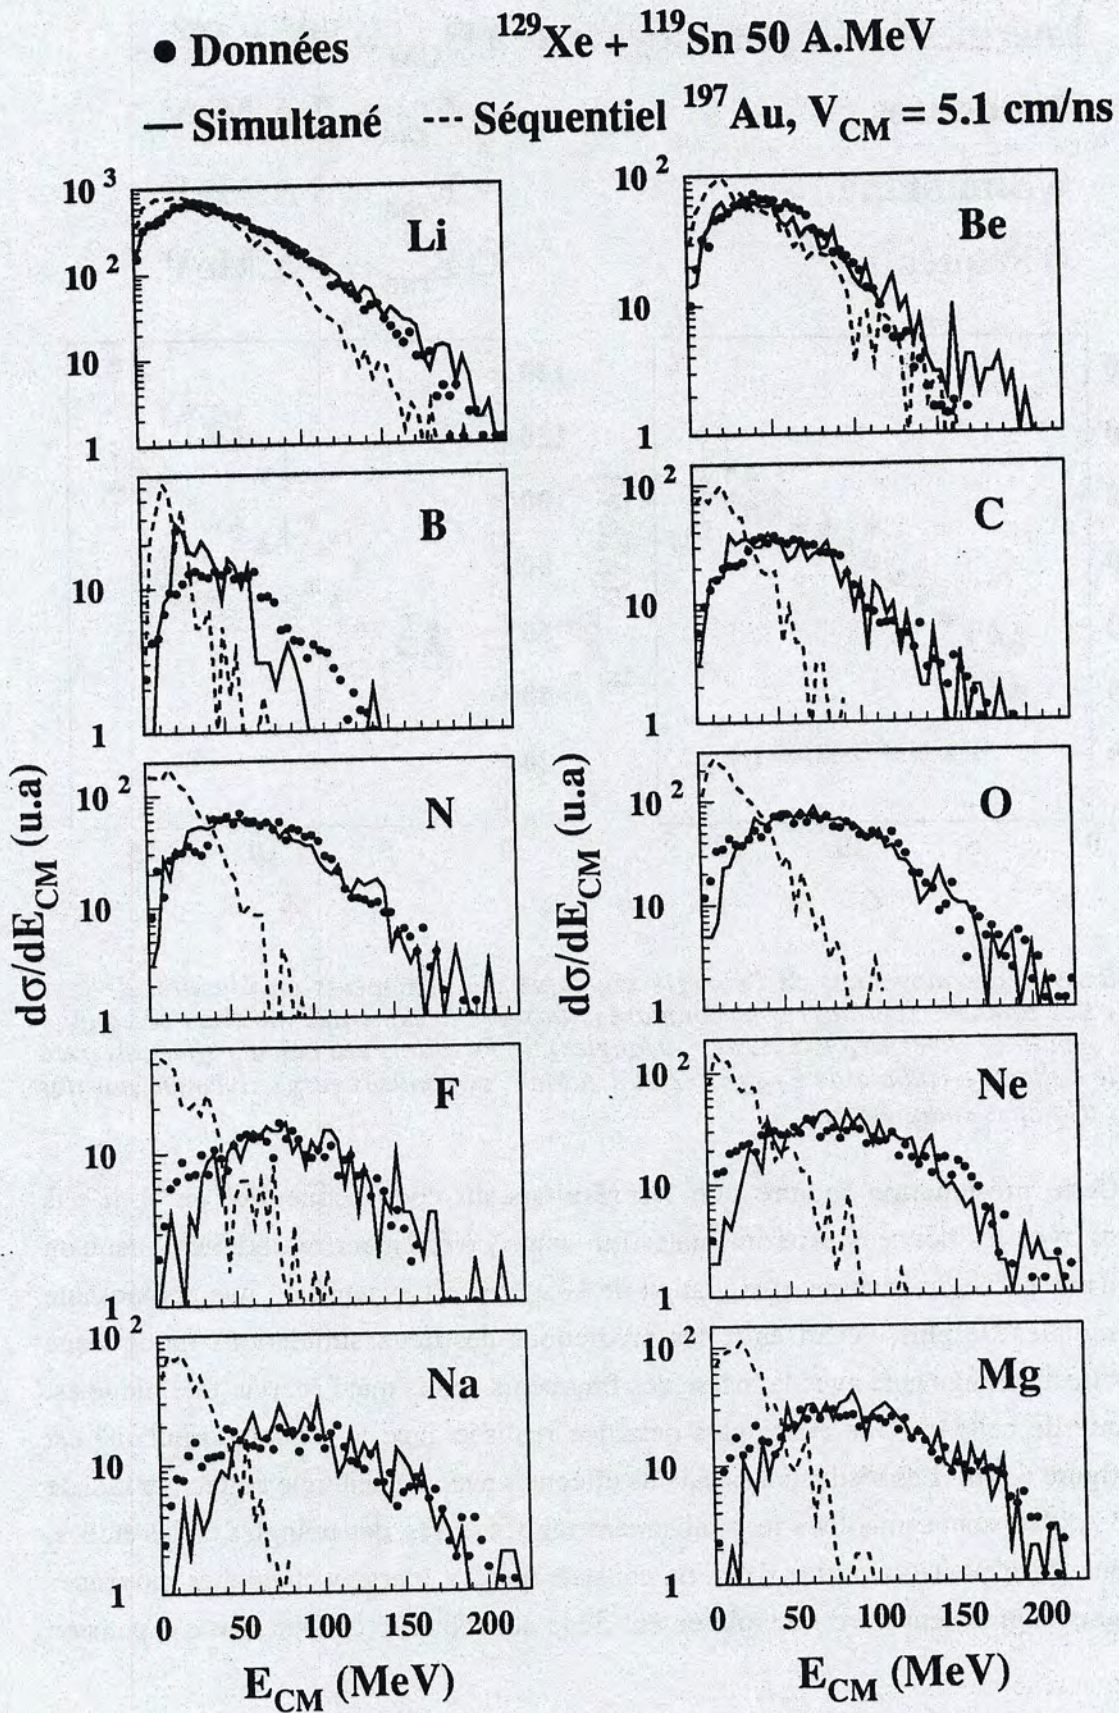 ● Données ¹²⁹Xe + ¹¹⁹Sn 50 A.MeV
— Simultané --- Séquentiel ¹⁹⁷Au, V_CM = 5.1 cm/ns
10³
10²
10
1
Li
10²
10
1
Be
10
1
B
10²
10
1
C
10²
10
1
N
10²
10
1
O
10
1
F
10²
10
1
Ne
10²
10
1
Na
10²
10
1
Mg
dσ/dE_CM (u.a)
dσ/dE_CM (u.a)
0 50 100 150 200
0 50 100 150 200
E_CM (MeV)
E_CM (MeV)